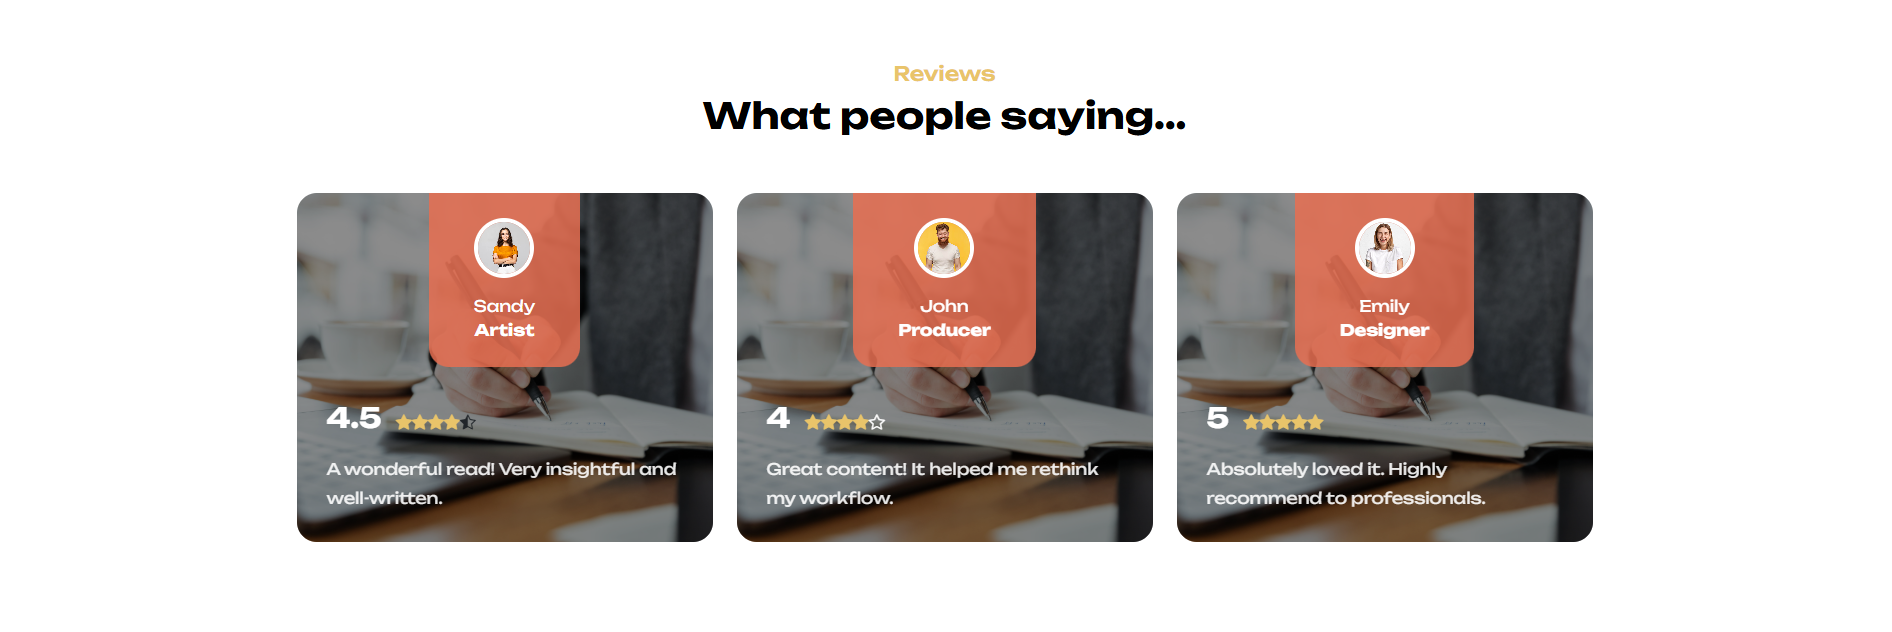 Reviews
What people saying...
Sandy
Artist
4.5
A wonderful read! Very insightful and
well-written.
John
Producer
4
Great content! It helped me rethink
my workflow.
Emily
Designer
5
Absolutely loved it. Highly
recommend to professionals.